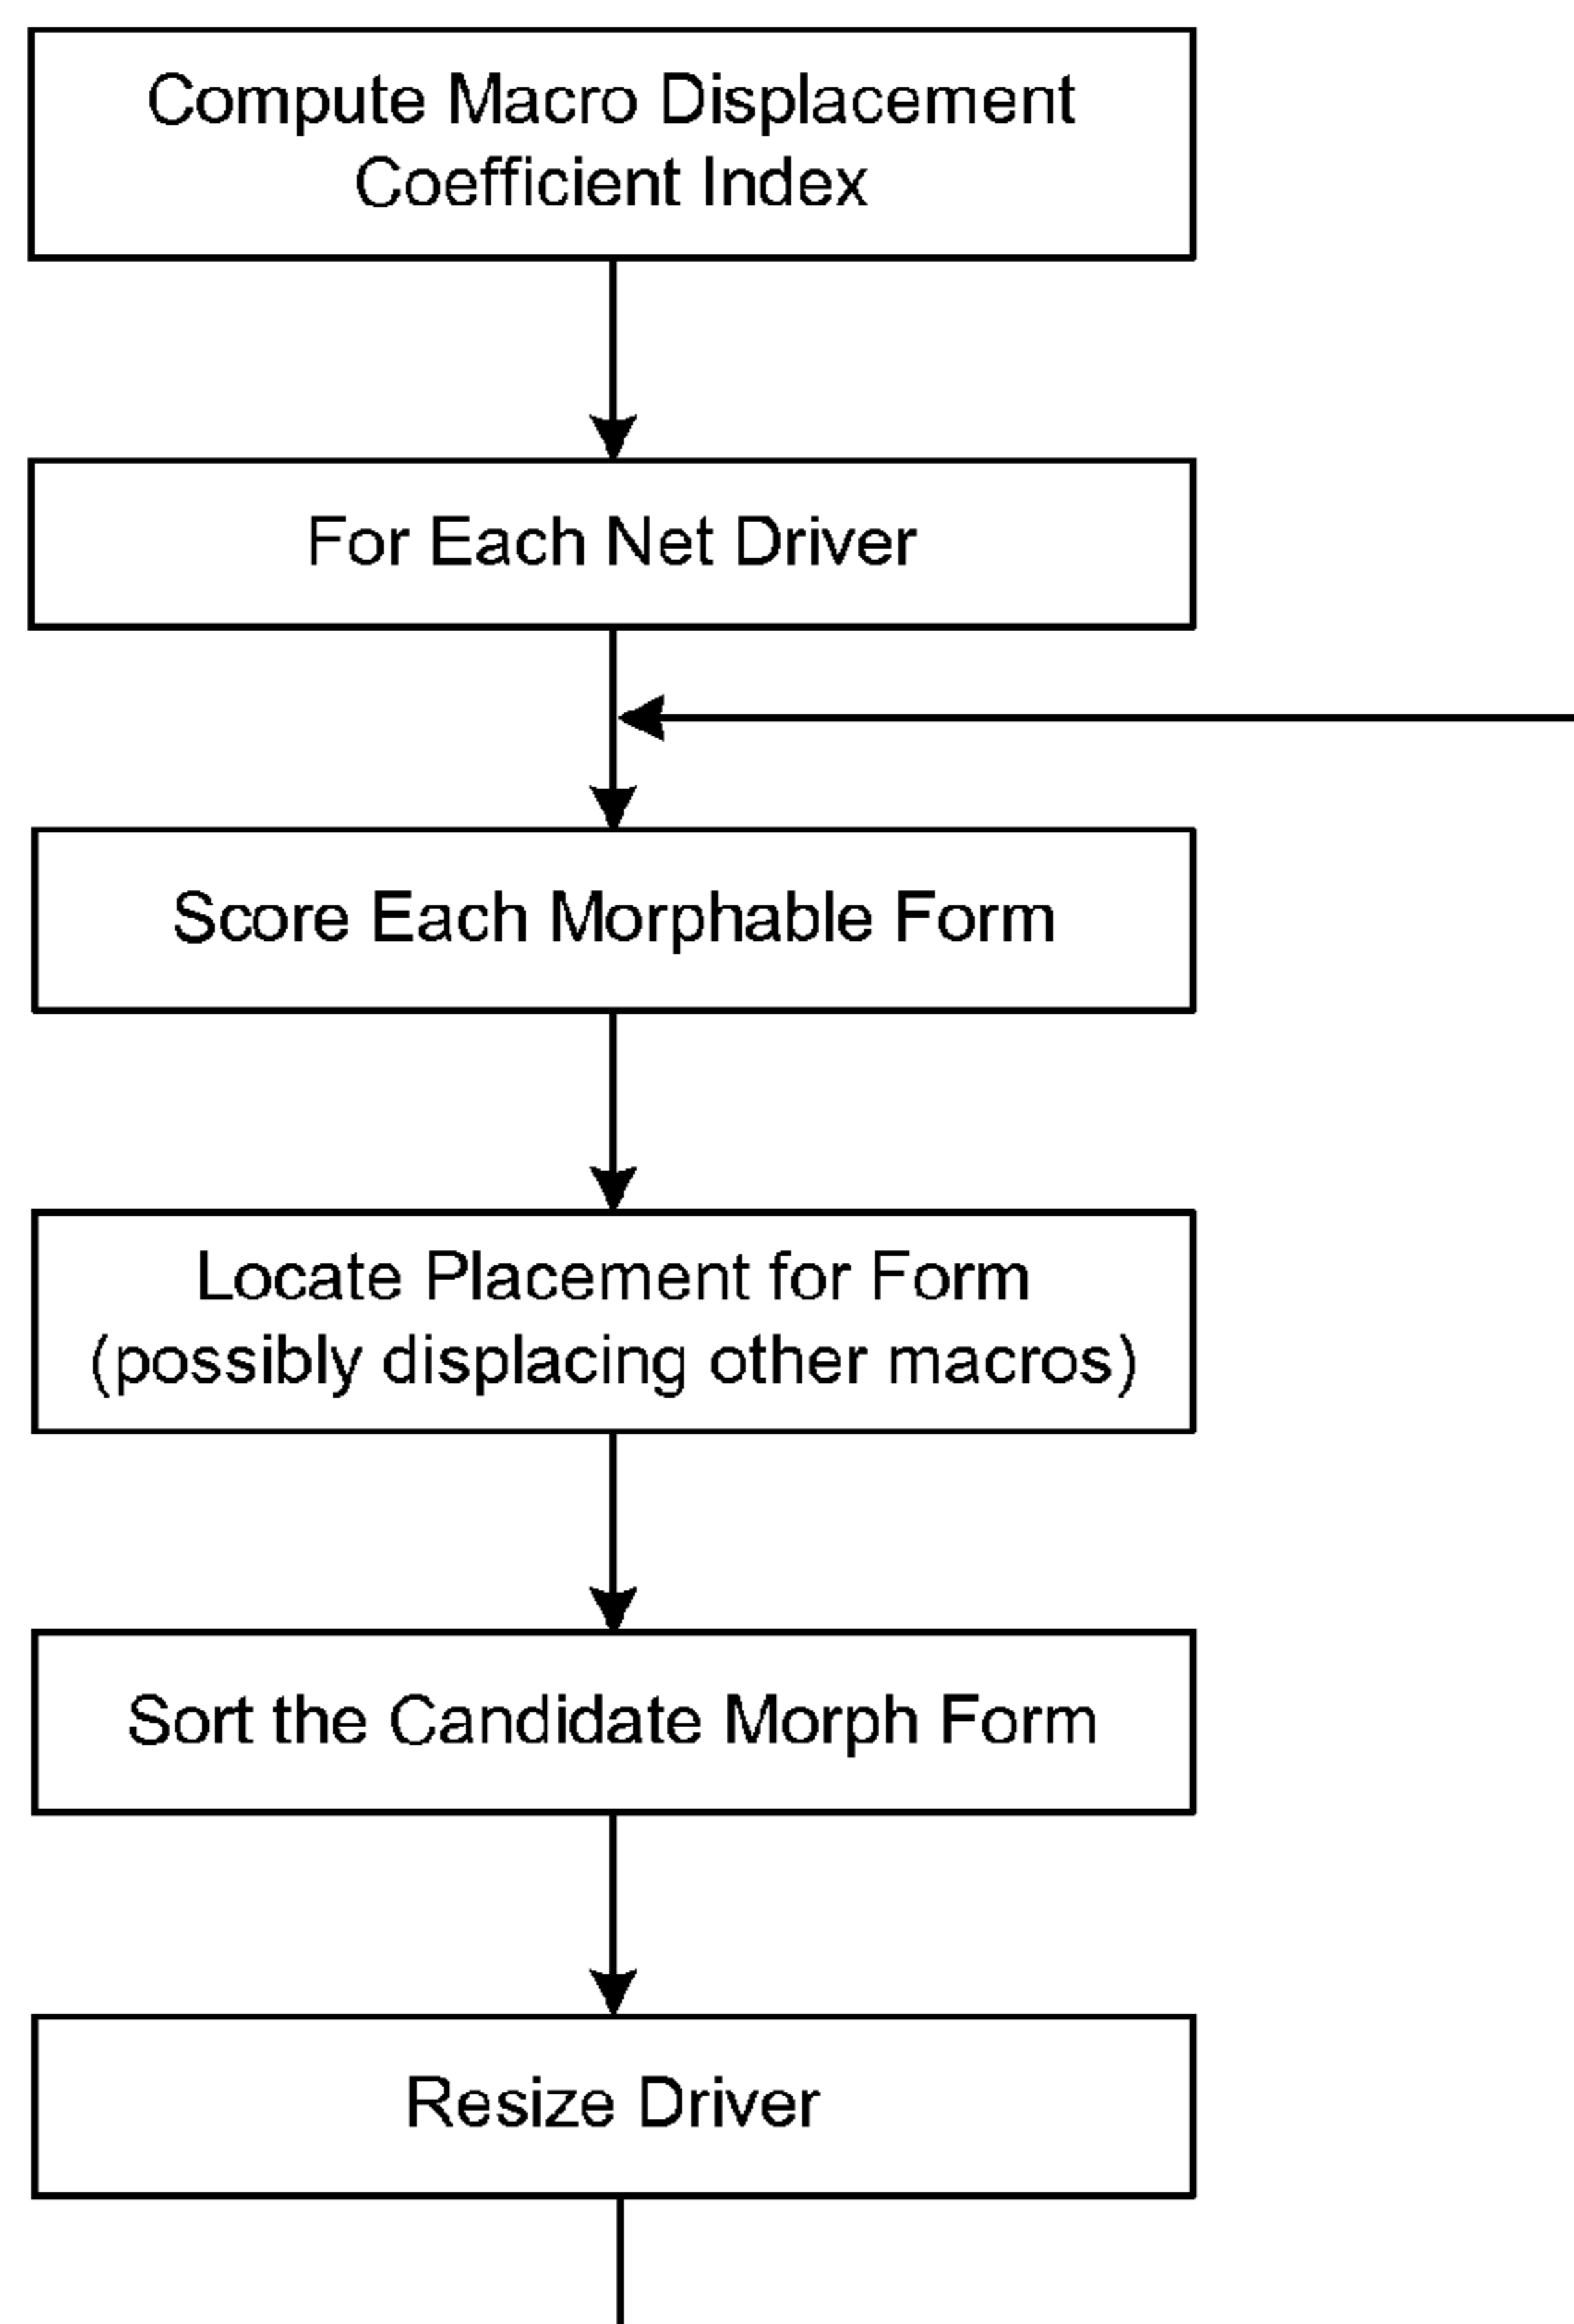 Compute Macro Displacement
Coefficient Index
For Each Net Driver
Score Each Morphable Form
Locate Placement for Form
(possibly displacing other macros)
Sort the Candidate Morph Form
Resize Driver